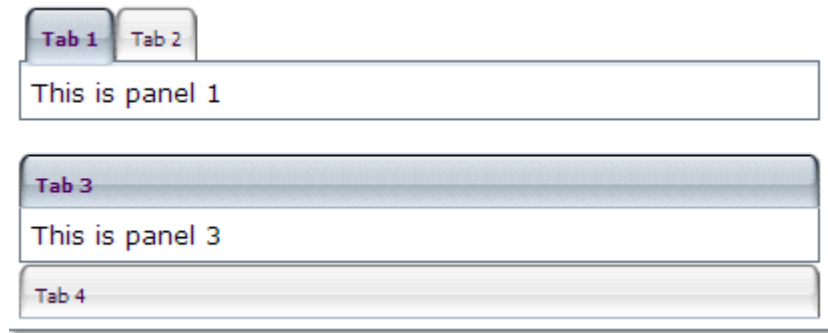 Tab 1 Tab 2
This is panel 1
Tab 3
This is panel 3
Tab 4